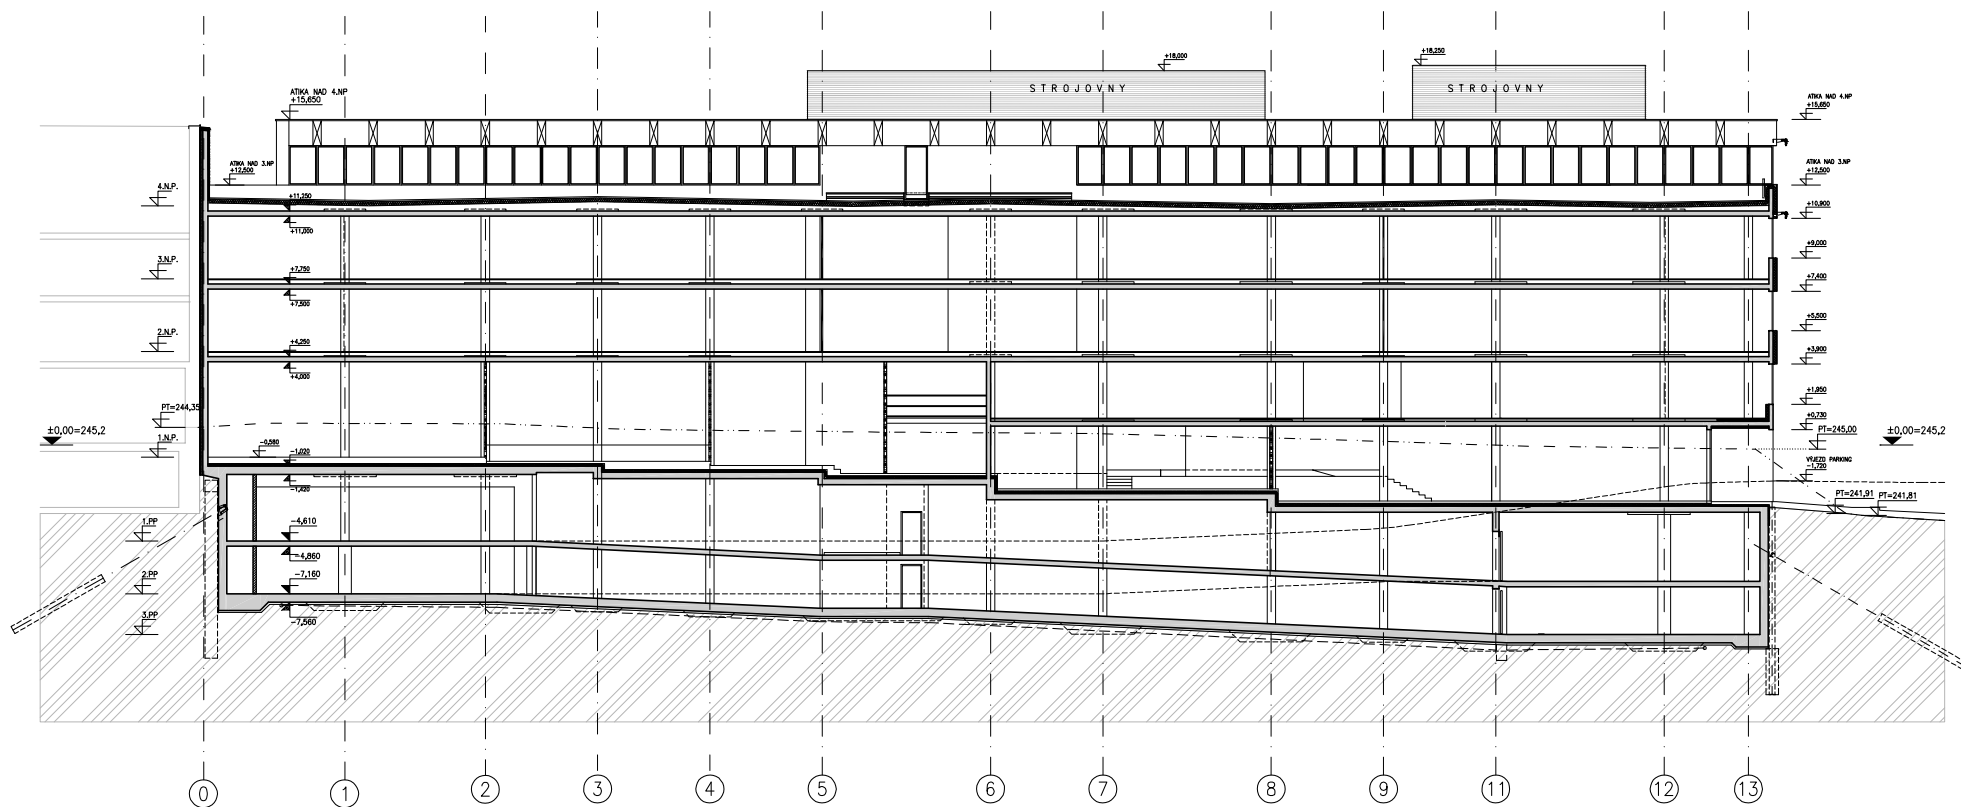 +18,250
+18,000
STROJOVNY
STROJOVNY
ATIKA NAD 4.NP
+15,650
ATIKA NAD 4.NP
+15,650
ATIKA NAD 3.NP
+12,500
ATIKA NAD 3.NP
+12,500
4.N.P.
+11,250
+11,000
+10,900
3.N.P.
+9,000
+7,750
+7,500
+7,400
2.N.P.
+5,500
+4,250
+4,000
+3,900
+1,950
PT=244,35
+0,730
±0,00=245,2
1.N.P.
-0,580
PT=245,00
±0,00=245,2
-1,020
-1,420
VJEZD PARKING
-1,720
PT=241,91
PT=241,81
1.PP
-4,610
-4,860
2.PP
-7,160
3.PP
-7,560
0 1 2 3 4 5 6 7 8 9 11 12 13